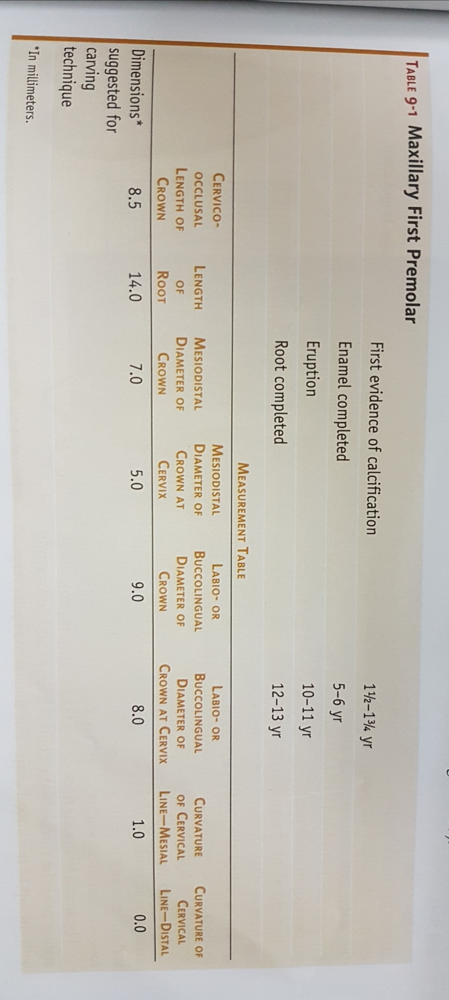 TABLE 9-1 Maxillary First Premolar
First evidence of calcification 1½–1¾ yr
Enamel completed 5–6 yr
Eruption 10–11 yr
Root completed 12–13 yr
MEASUREMENT TABLE
CERVICO-
OCCLUSAL
LENGTH OF
CROWN
LENGTH
OF
ROOT
MESIODISTAL
DIAMETER OF
CROWN
MESIODISTAL
DIAMETER OF
CROWN AT
CERVIX
LABIO- OR
BUCCOLINGUAL
DIAMETER OF
CROWN
LABIO- OR
BUCCOLINGUAL
DIAMETER OF
CROWN AT CERVIX
CURVATURE
OF CERVICAL
LINE—MESIAL
CURVATURE OF
CERVICAL
LINE—DISTAL
Dimensions* 8.5 14.0 7.0 5.0 9.0 8.0 1.0 0.0
suggested for
carving
technique
*In millimeters.